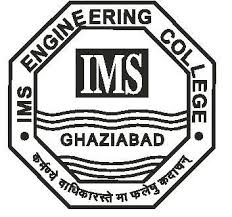 • IMS ENGINEERING COLLEGE •
IMS
GHAZIABAD
कर्मण्ये वाधिकारस्ते मा फलेषु कदाचन्